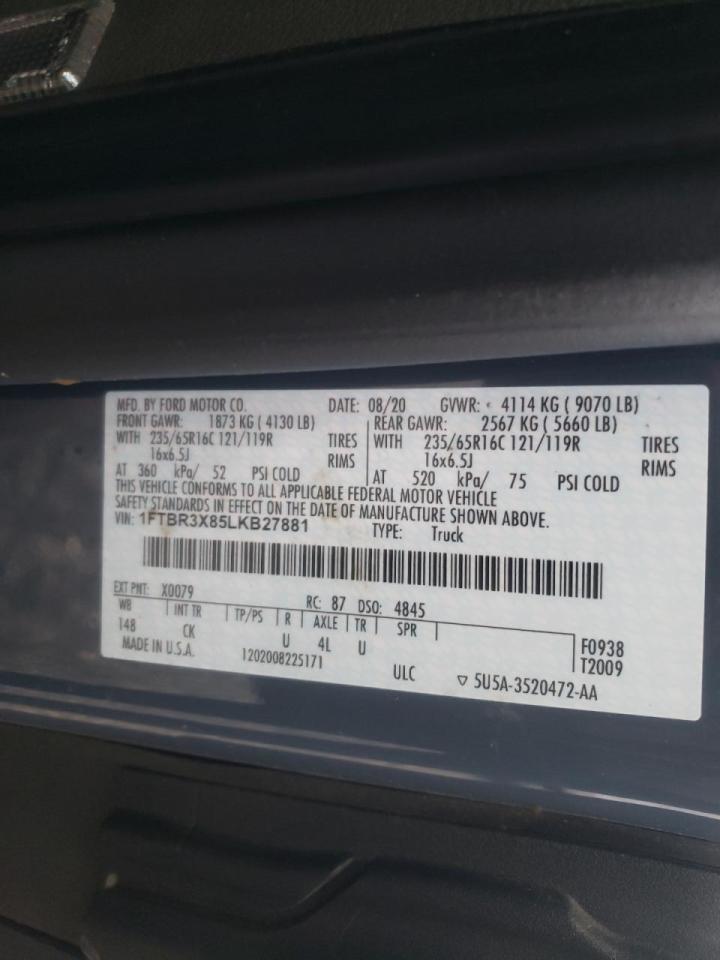 MFD. BY FORD MOTOR CO. DATE: 08/20 GVWR: 4114 KG ( 9070 LB)
FRONT GAWR: 1873 KG ( 4130 LB) REAR GAWR: 2567 KG ( 5660 LB)
WITH 235/65R16C 121/119R TIRES WITH 235/65R16C 121/119R TIRES
16x6.5J RIMS 16x6.5J RIMS
AT 360 kPa/ 52 PSI COLD AT 520 kPa/ 75 PSI COLD
THIS VEHICLE CONFORMS TO ALL APPLICABLE FEDERAL MOTOR VEHICLE
SAFETY STANDARDS IN EFFECT ON THE DATE OF MANUFACTURE SHOWN ABOVE.
VIN: 1FTBR3X85LKB27881 TYPE: Truck
EXT PNT: X0079 RC: 87 DSO: 4845
WB INT TR TP/PS R AXLE TR SPR F0938
148 CK U 4L U T2009
MADE IN U.S.A. 1202008225171 ULC ▽ 5U5A-3520472-AA